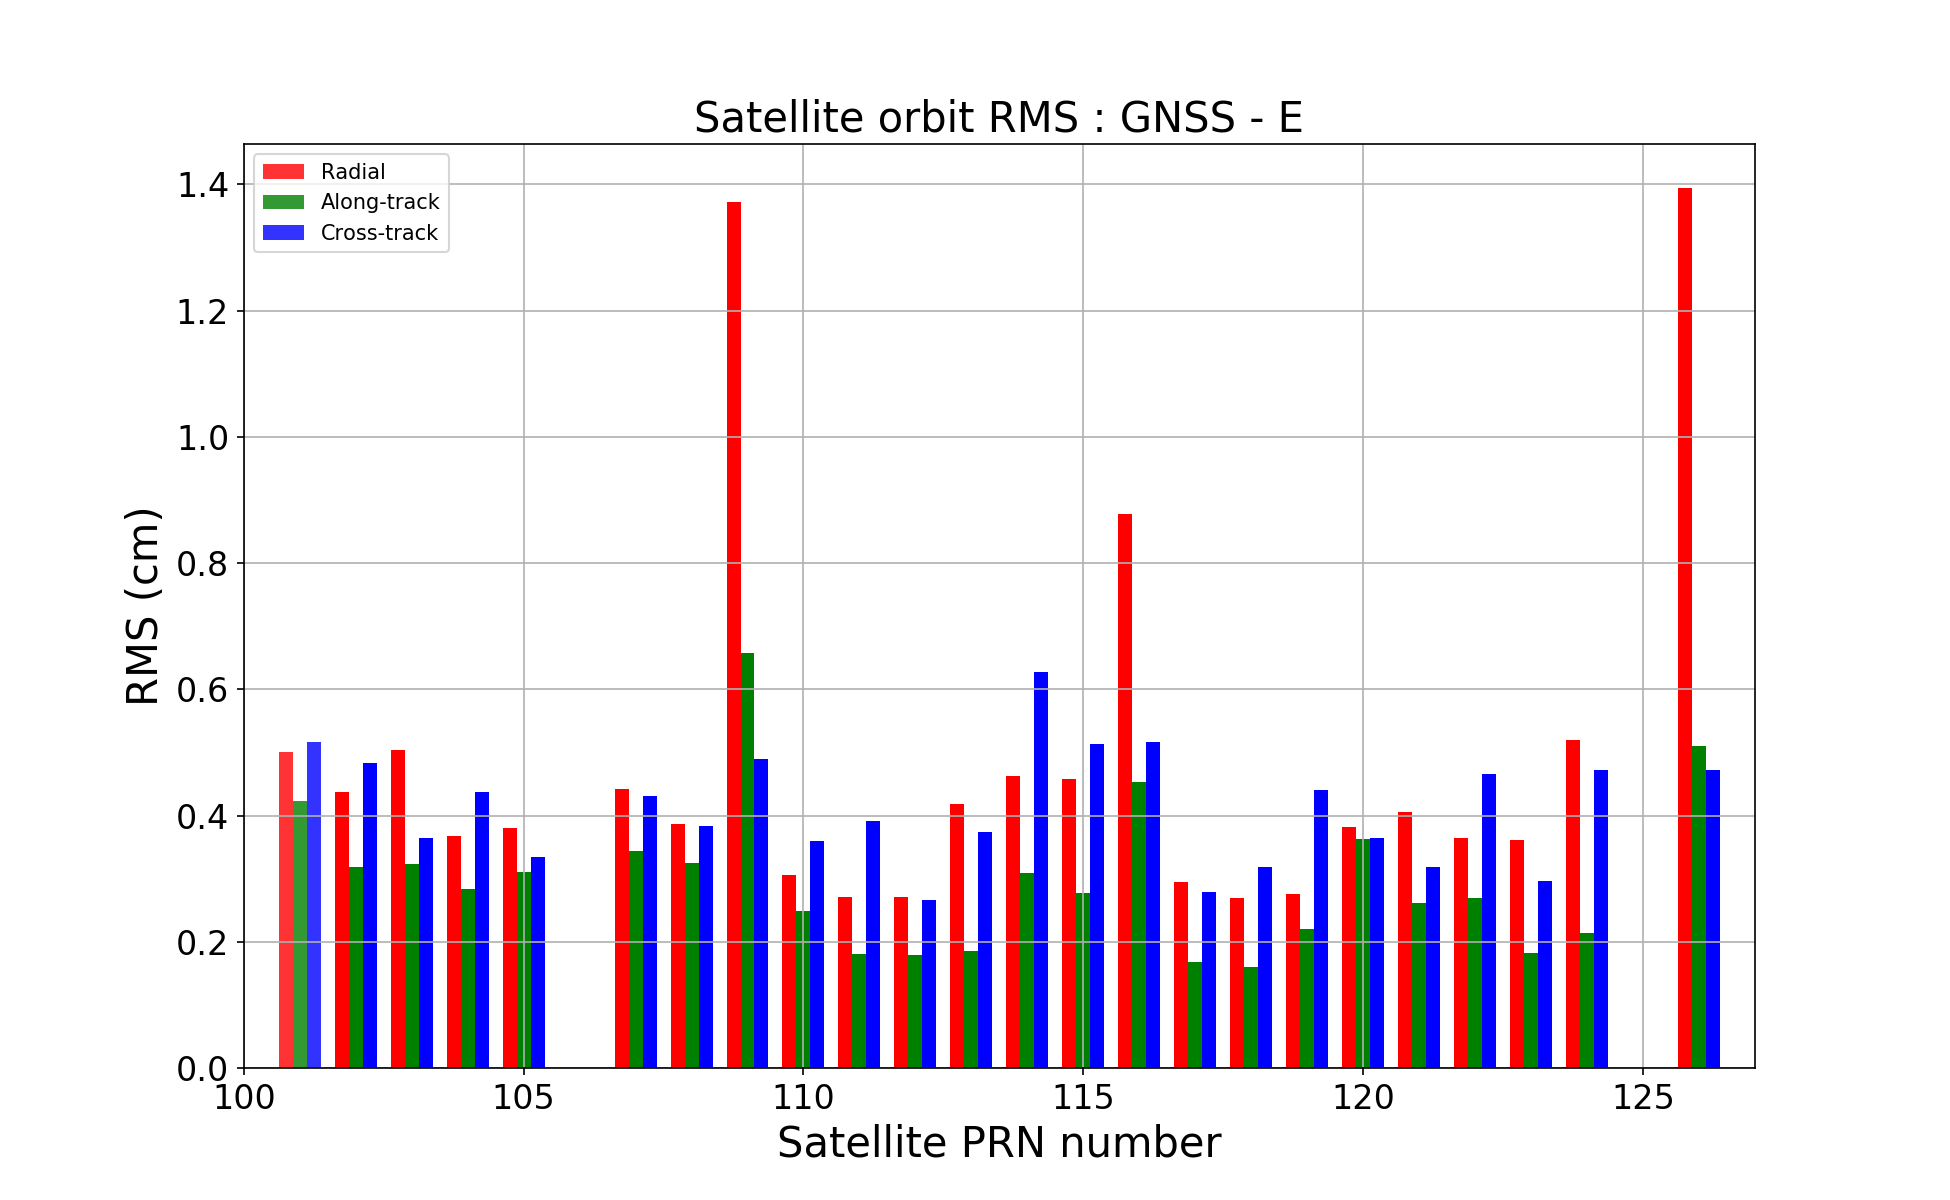 Satellite orbit RMS : GNSS - E
Radial
Along-track
Cross-track
1.4
1.2
1.0
0.8
0.6
0.4
0.2
0.0
RMS (cm)
100 105 110 115 120 125
Satellite PRN number